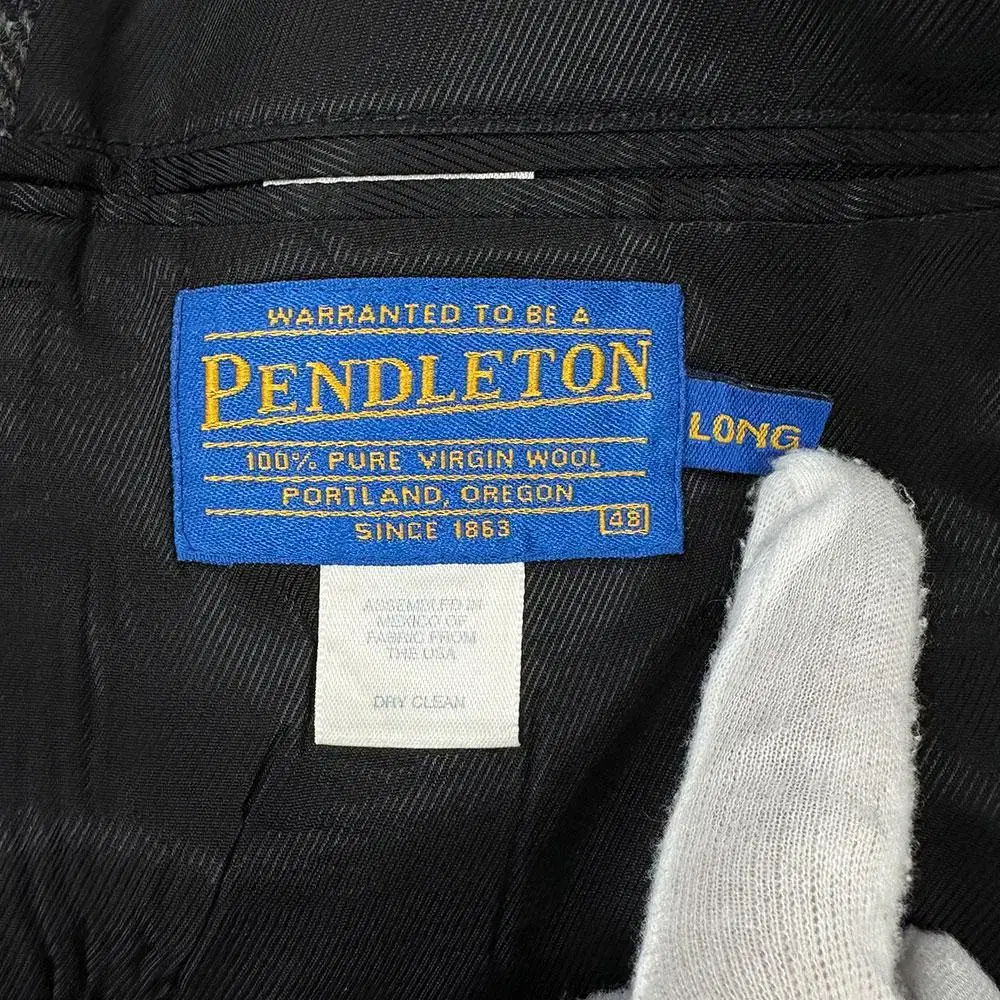 WARRANTED TO BE A
PENDLETON
100% PURE VIRGIN WOOL
PORTLAND, OREGON
SINCE 1863
48
LONG
ASSEMBLED IN
MEXICO OF
FABRIC FROM
THE USA
DRY CLEAN